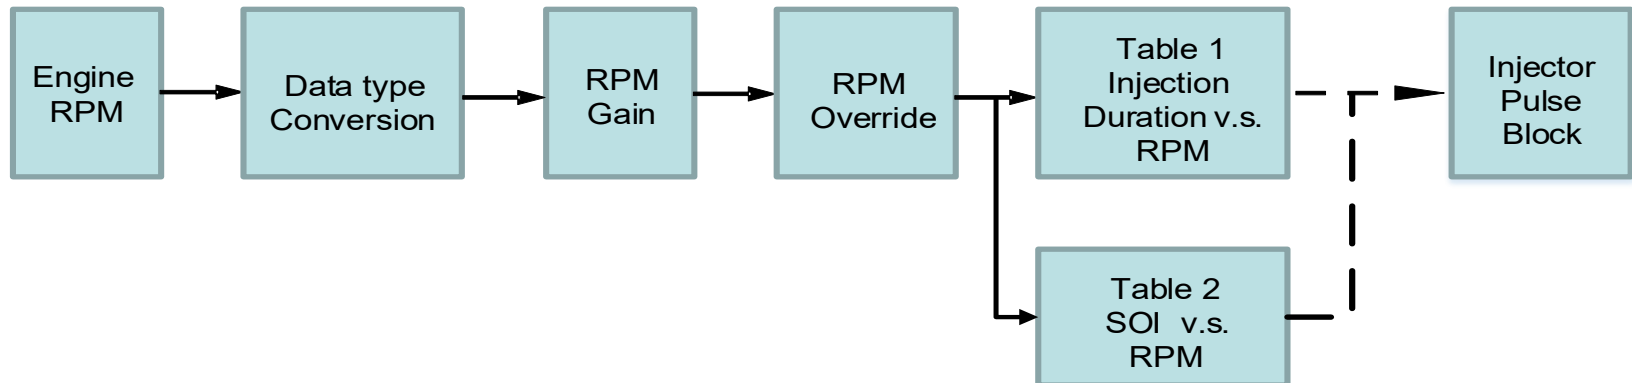 Engine
RPM
Data type
Conversion
RPM
Gain
RPM
Override
Table 1
Injection
Duration v.s.
RPM
Injector
Pulse
Block
Table 2
SOI v.s.
RPM